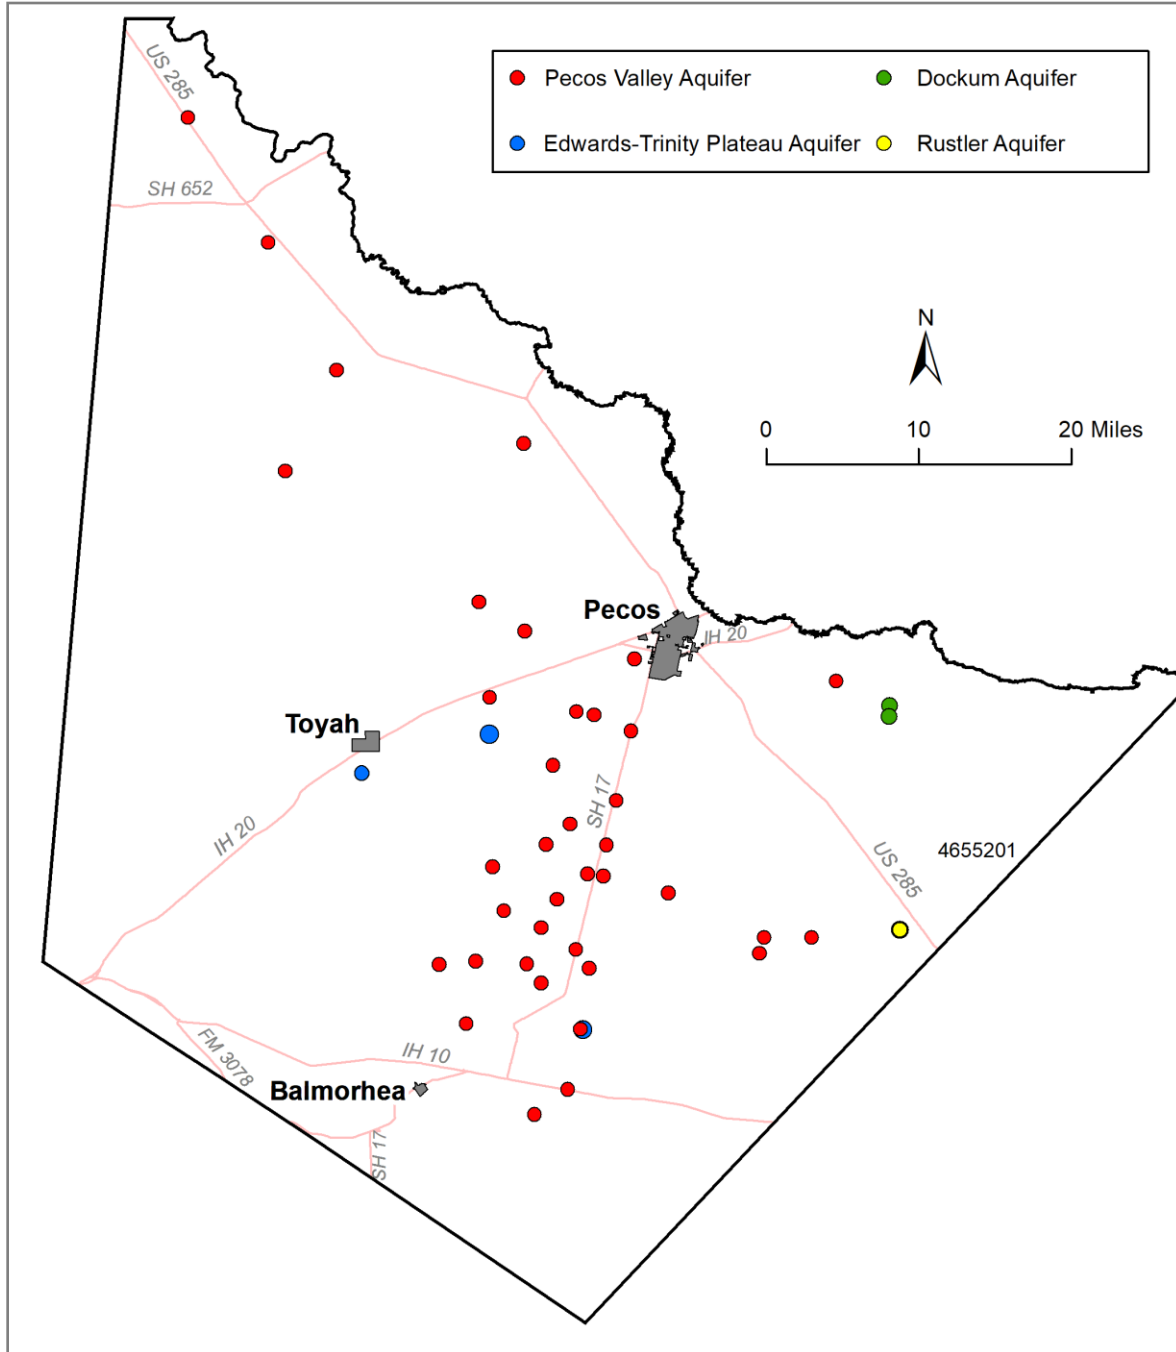 US 285
Pecos Valley Aquifer
Dockum Aquifer
Edwards-Trinity Plateau Aquifer
Rustler Aquifer
SH 652
N
0 10 20 Miles
Pecos
IH 20
Toyah
SH 17
IH 20
US 285
4655201
FM 3078
IH 10
Balmorhea
SH 17